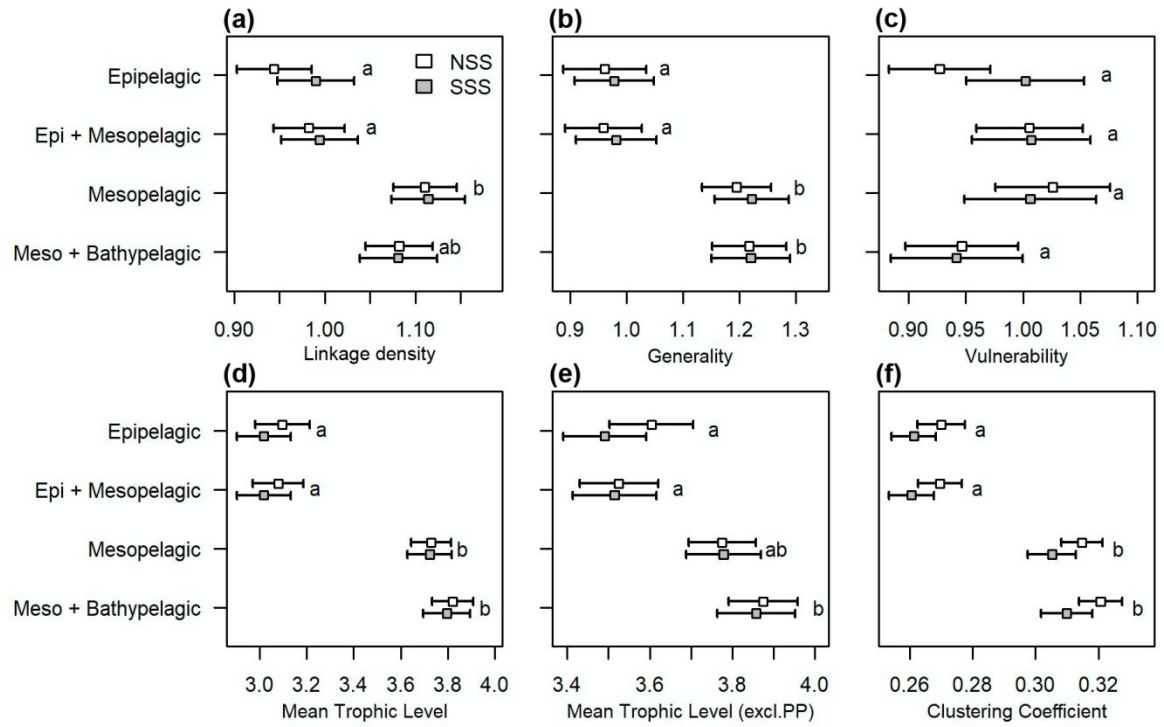 (a) (b) (c)
Epipelagic a NSS a a
SSS
Epi + Mesopelagic a a a
Mesopelagic b b a
Meso + Bathypelagic ab b a
0.90 1.00 1.10 0.9 1.0 1.1 1.2 1.3 0.90 0.95 1.00 1.05 1.10
Linkage density Generality Vulnerability
(d) (e) (f)
Epipelagic a a a
Epi + Mesopelagic a a a
Mesopelagic b ab b
Meso + Bathypelagic b b b
3.0 3.2 3.4 3.6 3.8 4.0 3.4 3.6 3.8 4.0 0.26 0.28 0.30 0.32
Mean Trophic Level Mean Trophic Level (excl.PP) Clustering Coefficient